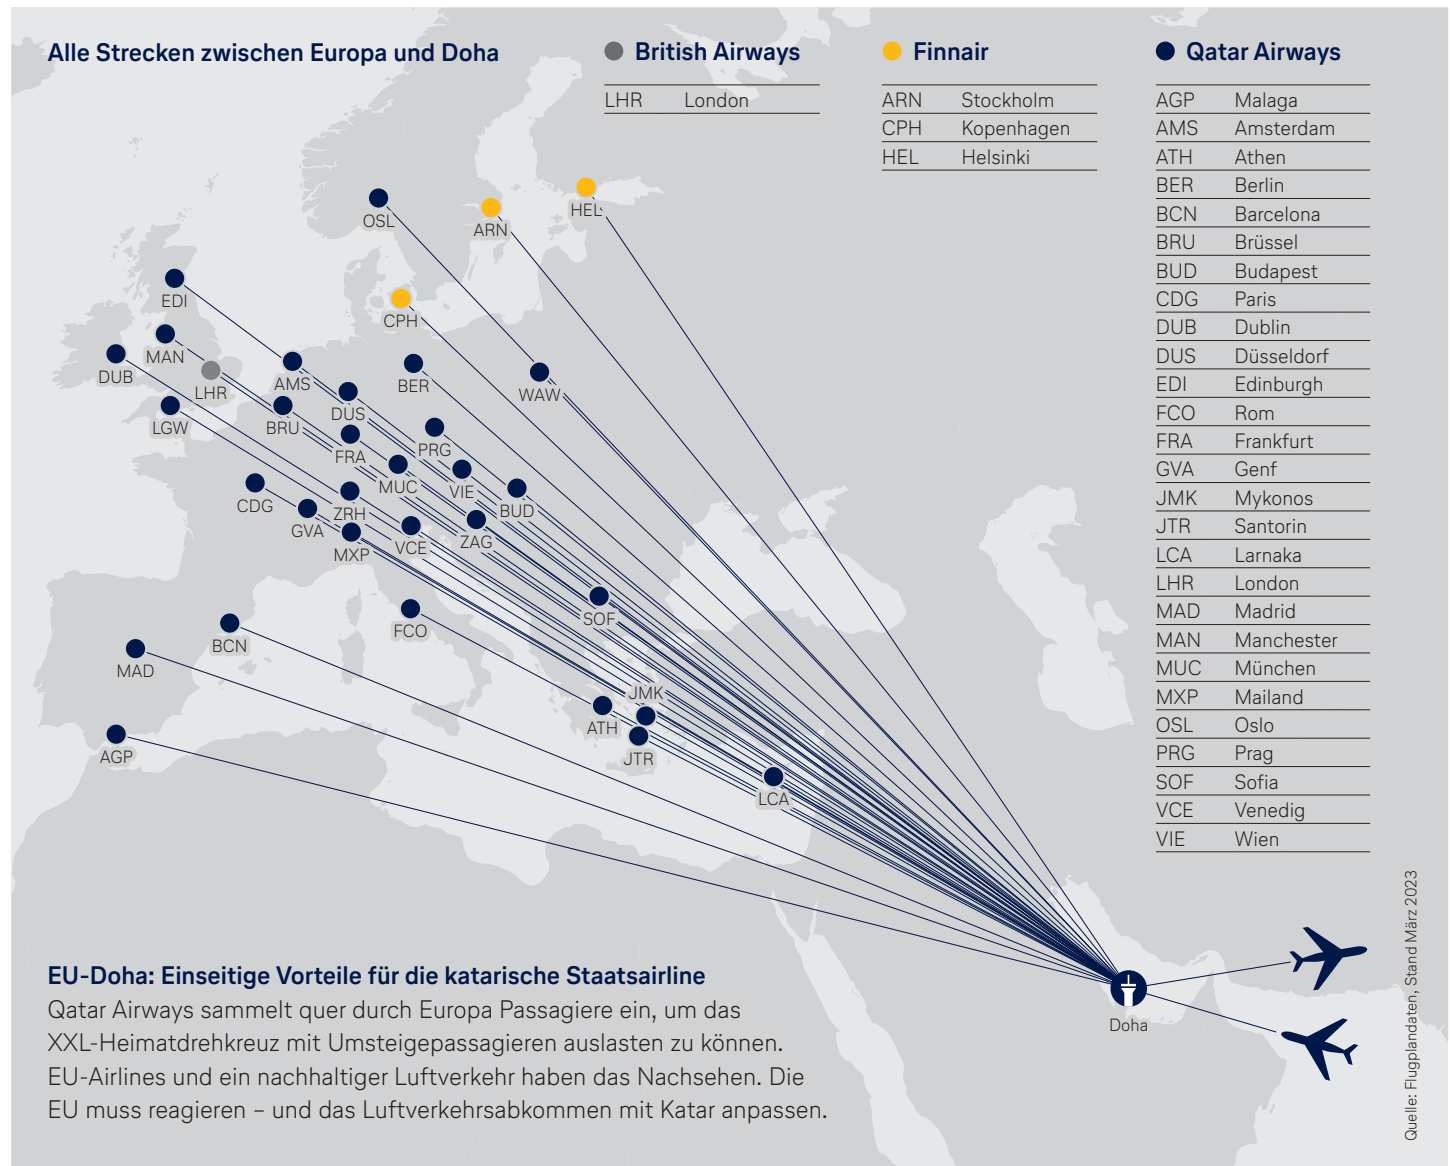 Alle Strecken zwischen Europa und Doha
British Airways
LHR London
Finnair
ARN Stockholm
CPH Kopenhagen
HEL Helsinki
Qatar Airways
AGP Malaga
AMS Amsterdam
ATH Athen
BER Berlin
BCN Barcelona
BRU Brüssel
BUD Budapest
CDG Paris
DUB Dublin
DUS Düsseldorf
EDI Edinburgh
FCO Rom
FRA Frankfurt
GVA Genf
JMK Mykonos
JTR Santorin
LCA Larnaka
LHR London
MAD Madrid
MAN Manchester
MUC München
MXP Mailand
OSL Oslo
PRG Prag
SOF Sofia
VCE Venedig
VIE Wien
OSL
ARN
HEL
EDI
CPH
MAN
DUB
LHR
AMS
BER
WAW
LGW
BRU
DUS
FRA
PRG
MUC
VIE
BUD
CDG
GVA
ZRH
MXP
VCE
ZAG
SOF
FCO
BCN
MAD
AGP
JMK
ATH
JTR
LCA
Doha
EU-Doha: Einseitige Vorteile für die katarische Staatsairline
Qatar Airways sammelt quer durch Europa Passagiere ein, um das
XXL-Heimatdrehkreuz mit Umsteigepassagieren auslasten zu können.
EU-Airlines und ein nachhaltiger Luftverkehr haben das Nachsehen. Die
EU muss reagieren – und das Luftverkehrsabkommen mit Katar anpassen.
Quelle: Flugplandaten, Stand März 2023